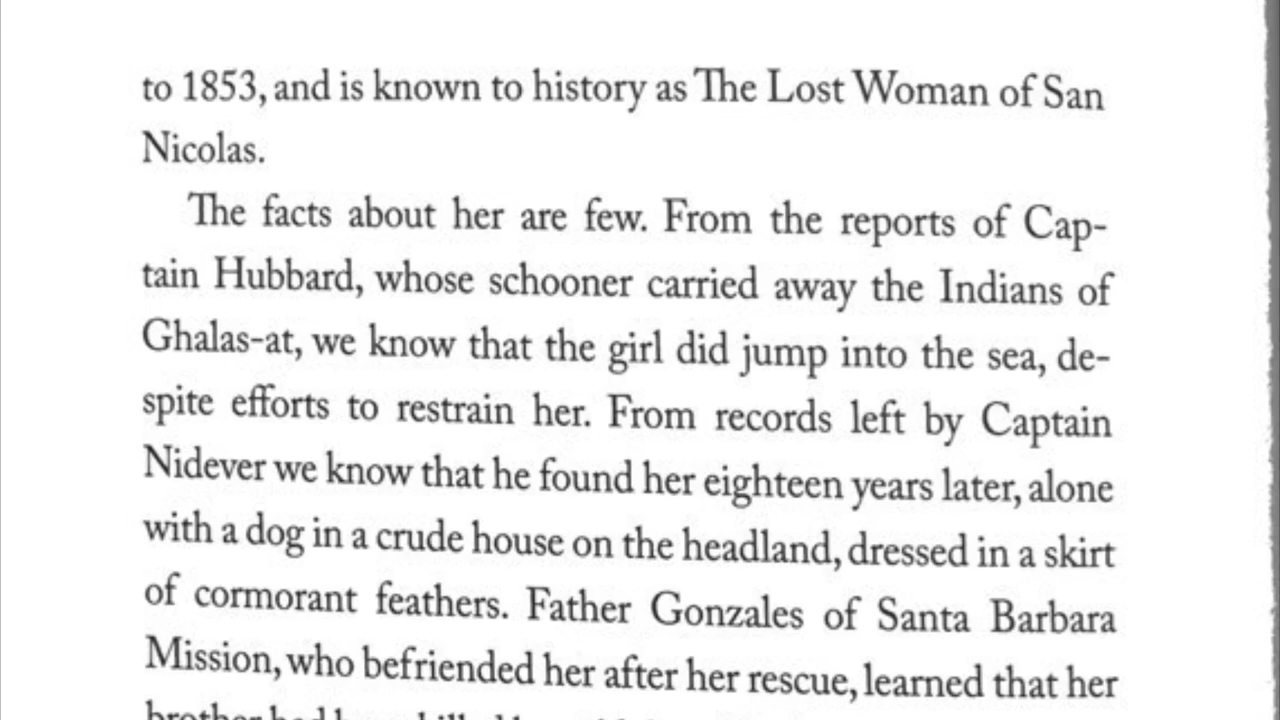 to 1853, and is known to history as The Lost Woman of San
Nicolas.
The facts about her are few. From the reports of Cap-
tain Hubbard, whose schooner carried away the Indians of
Ghalas-at, we know that the girl did jump into the sea, de-
spite efforts to restrain her. From records left by Captain
Nidever we know that he found her eighteen years later, alone
with a dog in a crude house on the headland, dressed in a skirt
of cormorant feathers. Father Gonzales of Santa Barbara
Mission, who befriended her after her rescue, learned that her
brother had